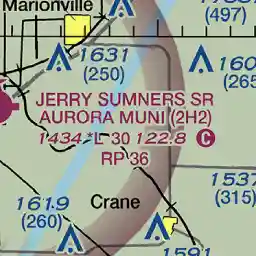 Marionville
(497)
1631
(250)
JERRY SUMNERS SR
AURORA MUNI (2H2)
1434 *L 30 122.8 C
RP 36
1537
(315)
Crane
1619
(260)
1591